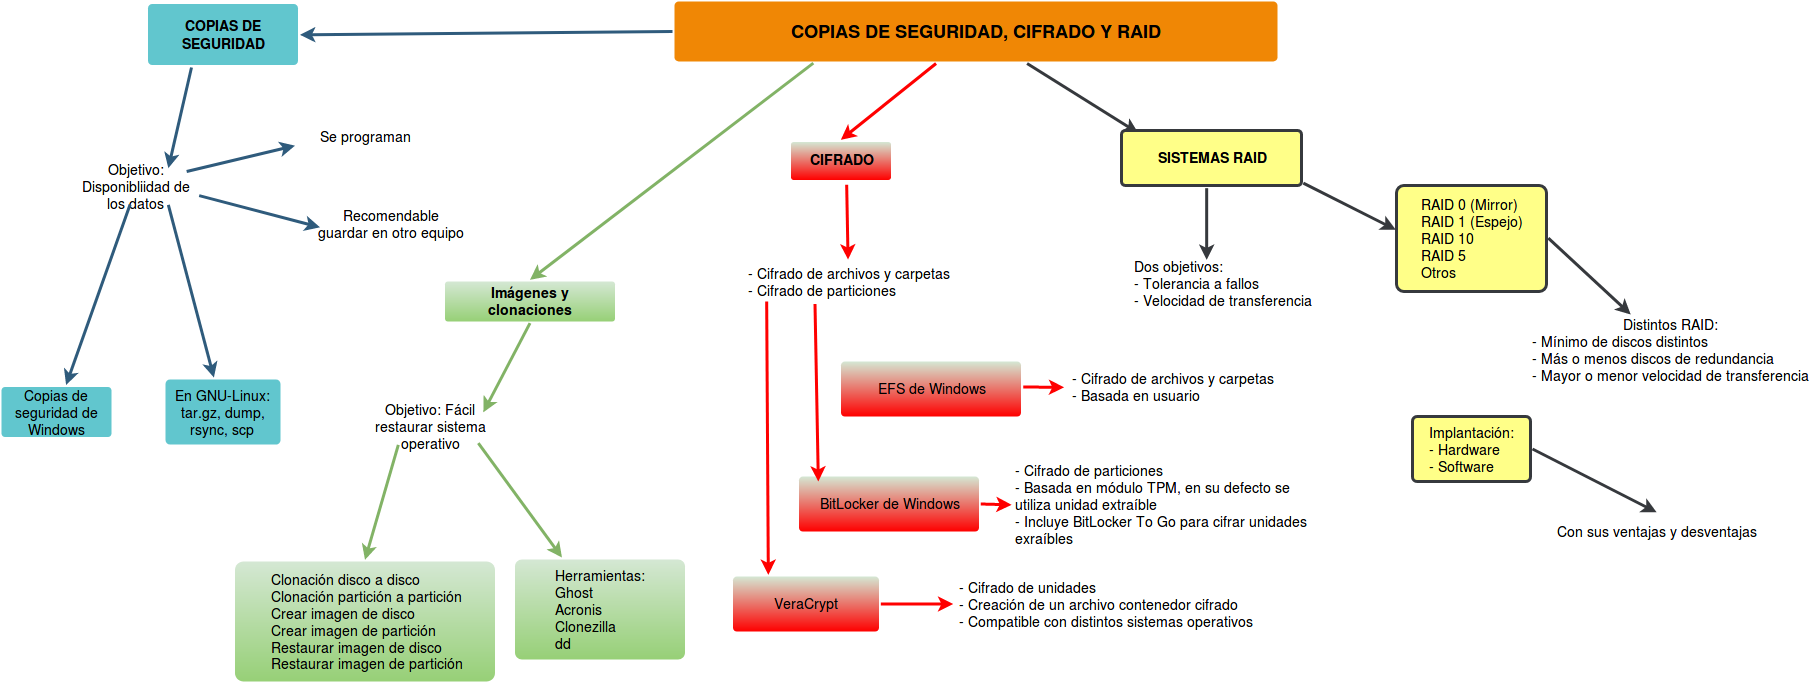 COPIAS DE SEGURIDAD, CIFRADO Y RAID
COPIAS DE
SEGURIDAD
Objetivo:
Disponibliidad de
los datos
Se programan
Recomendable
guardar en otro equipo
Copias de
seguridad de
Windows
En GNU-Linux:
tar.gz, dump,
rsync, scp
Imágenes y
clonaciones
Objetivo: Fácil
restaurar sistema
operativo
Clonación disco a disco
Clonación partición a partición
Crear imagen de disco
Crear imagen de partición
Restaurar imagen de disco
Restaurar imagen de partición
Herramientas:
Ghost
Acronis
Clonezilla
dd
CIFRADO
- Cifrado de archivos y carpetas
- Cifrado de particiones
EFS de Windows
- Cifrado de archivos y carpetas
- Basada en usuario
BitLocker de Windows
- Cifrado de particiones
- Basada en módulo TPM, en su defecto se
utiliza unidad extraíble
- Incluye BitLocker To Go para cifrar unidades
exraíbles
VeraCrypt
- Cifrado de unidades
- Creación de un archivo contenedor cifrado
- Compatible con distintos sistemas operativos
SISTEMAS RAID
Dos objetivos:
- Tolerancia a fallos
- Velocidad de transferencia
RAID 0 (Mirror)
RAID 1 (Espejo)
RAID 10
RAID 5
Otros
Distintos RAID:
- Mínimo de discos distintos
- Más o menos discos de redundancia
- Mayor o menor velocidad de transferencia
Implantación:
- Hardware
- Software
Con sus ventajas y desventajas